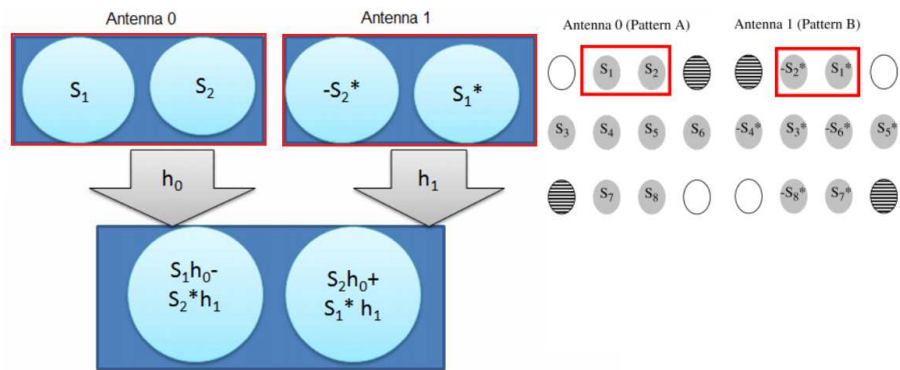 Antenna 0
Antenna 1
S₁
S₂
-S₂*
S₁*
h₀
h₁
S₁h₀-
S₂*h₁
S₂h₀+
S₁* h₁
Antenna 0 (Pattern A)
Antenna 1 (Pattern B)
S₁ S₂
-S₂* S₁*
S₃ S₄ S₅ S₆
-S₄* S₃* -S₆* S₅*
S₇ S₈
-S₈* S₇*